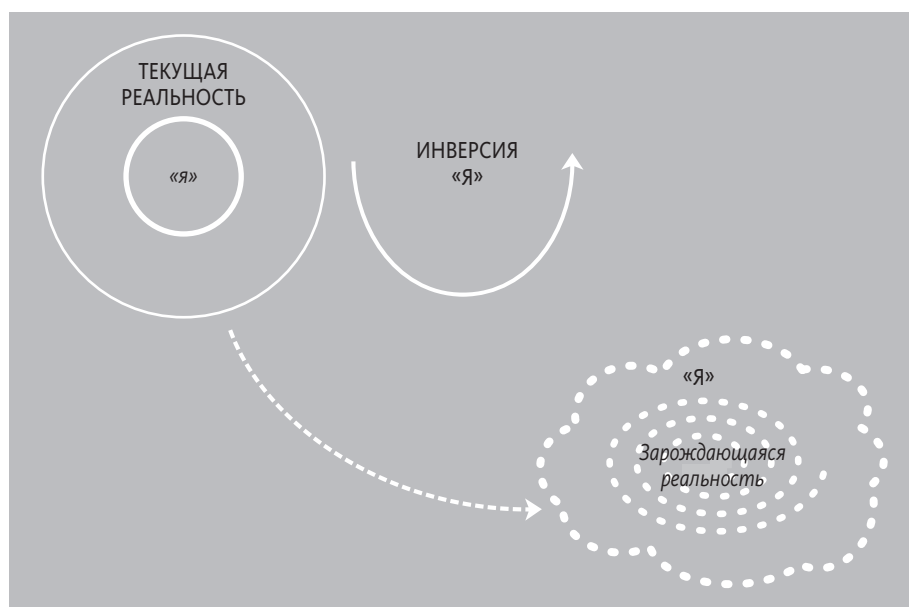 ТЕКУЩАЯ
РЕАЛЬНОСТЬ
«я»
ИНВЕРСИЯ
«Я»
«Я»
Зарождающаяся
реальность